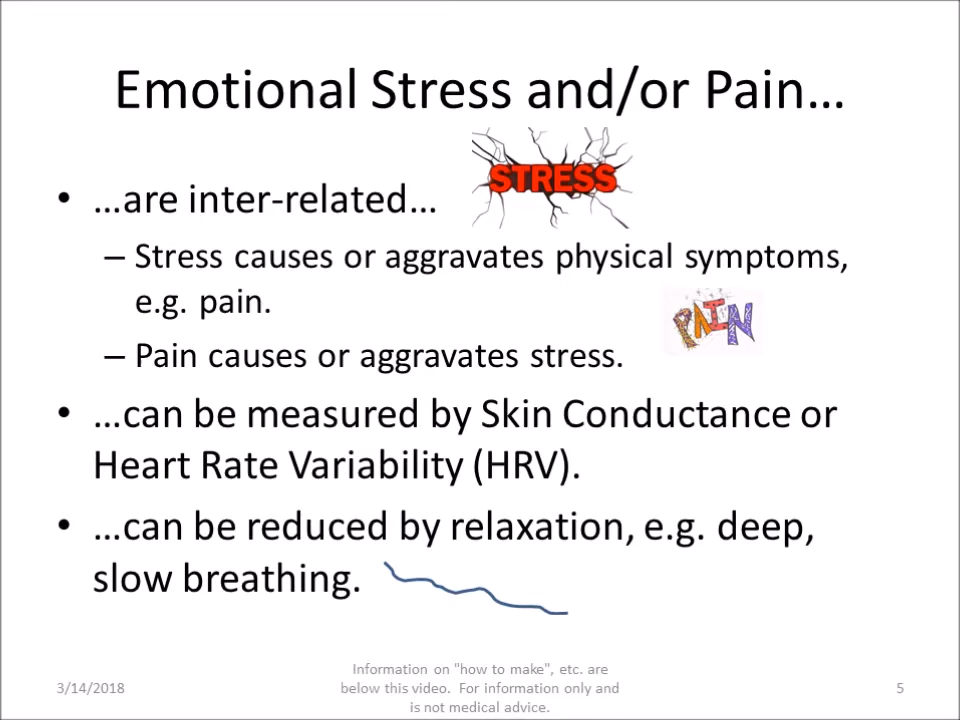 Emotional Stress and/or Pain…
STRESS
• …are inter-related…
– Stress causes or aggravates physical symptoms,
e.g. pain.
PAIN
– Pain causes or aggravates stress.
• …can be measured by Skin Conductance or
Heart Rate Variability (HRV).
• …can be reduced by relaxation, e.g. deep,
slow breathing.
3/14/2018
Information on "how to make", etc. are
below this video. For information only and
is not medical advice.
5